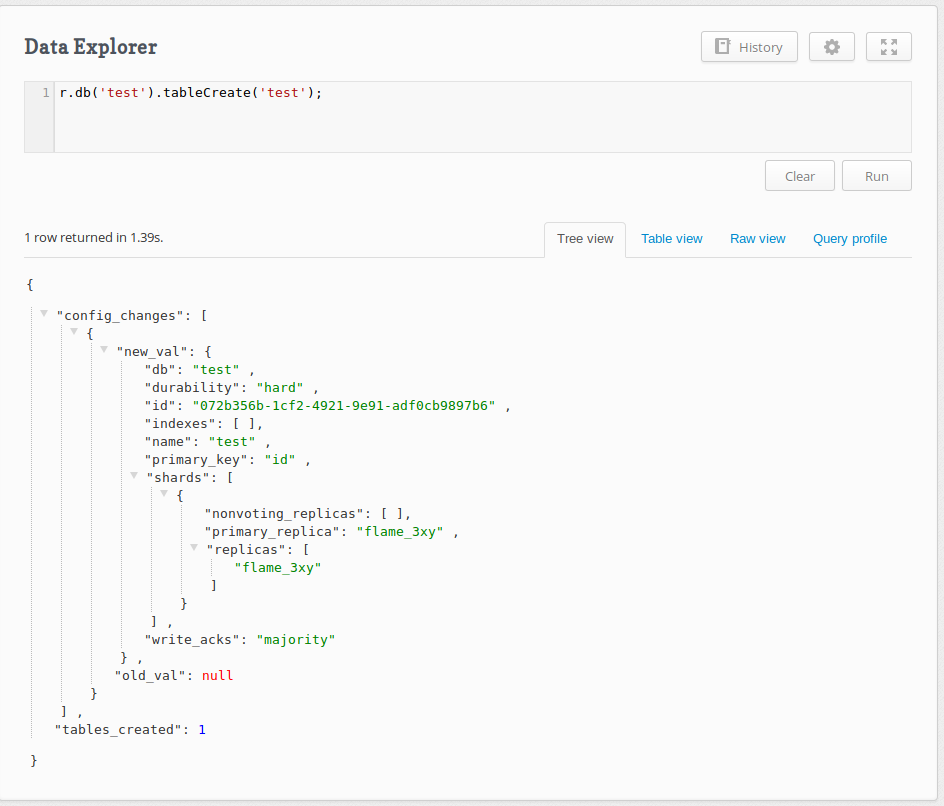 Data Explorer
History
1 r.db('test').tableCreate('test');
Clear
Run
1 row returned in 1.39s.
Tree view Table view Raw view Query profile
{
"config_changes": [
{
"new_val": {
"db": "test" ,
"durability": "hard" ,
"id": "072b356b-1cf2-4921-9e91-adf0cb9897b6" ,
"indexes": [ ],
"name": "test" ,
"primary_key": "id" ,
"shards": [
{
"nonvoting_replicas": [ ],
"primary_replica": "flame_3xy" ,
"replicas": [
"flame_3xy"
]
}
] ,
"write_acks": "majority"
} ,
"old_val": null
}
] ,
"tables_created": 1
}